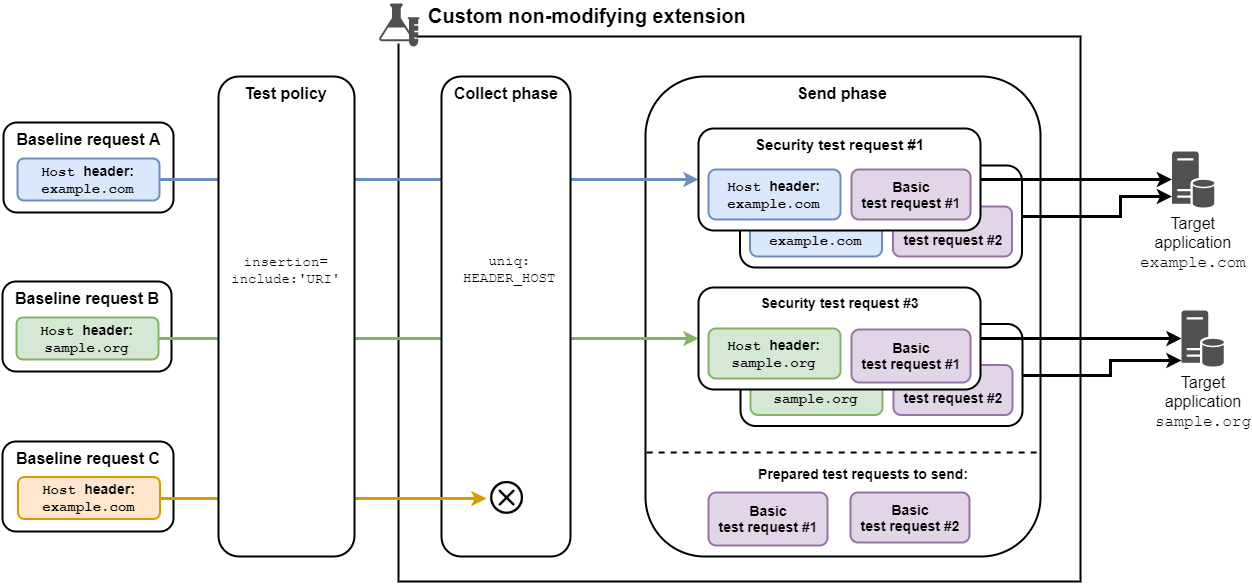 Custom non-modifying extension
Test policy
Collect phase
Send phase
Baseline request A
Host header:
example.com
Baseline request B
Host header:
sample.org
Baseline request C
Host header:
example.com
insertion=
include:'URI'
uniq:
HEADER_HOST
Security test request #1
Host header:
example.com
Basic
test request #1
example.com
test request #2
Security test request #3
Host header:
sample.org
Basic
test request #1
sample.org
test request #2
Prepared test requests to send:
Basic
test request #1
Basic
test request #2
Target
application
example.com
Target
application
sample.org